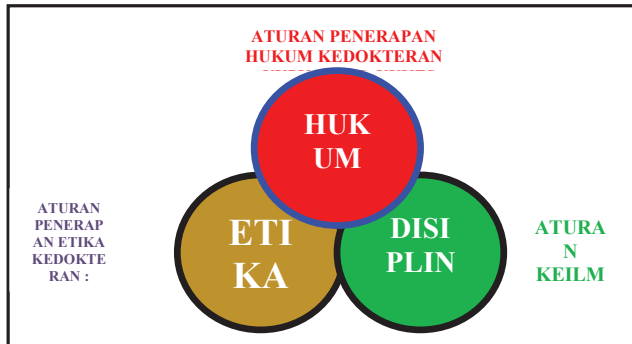 ATURAN PENERAPAN
HUKUM KEDOKTERAN
HUK
UM
ATURAN
PENERAP
AN ETIKA
KEDOKTE
RAN :
ETI
KA
DISI
PLIN
ATURA
N
KEILM